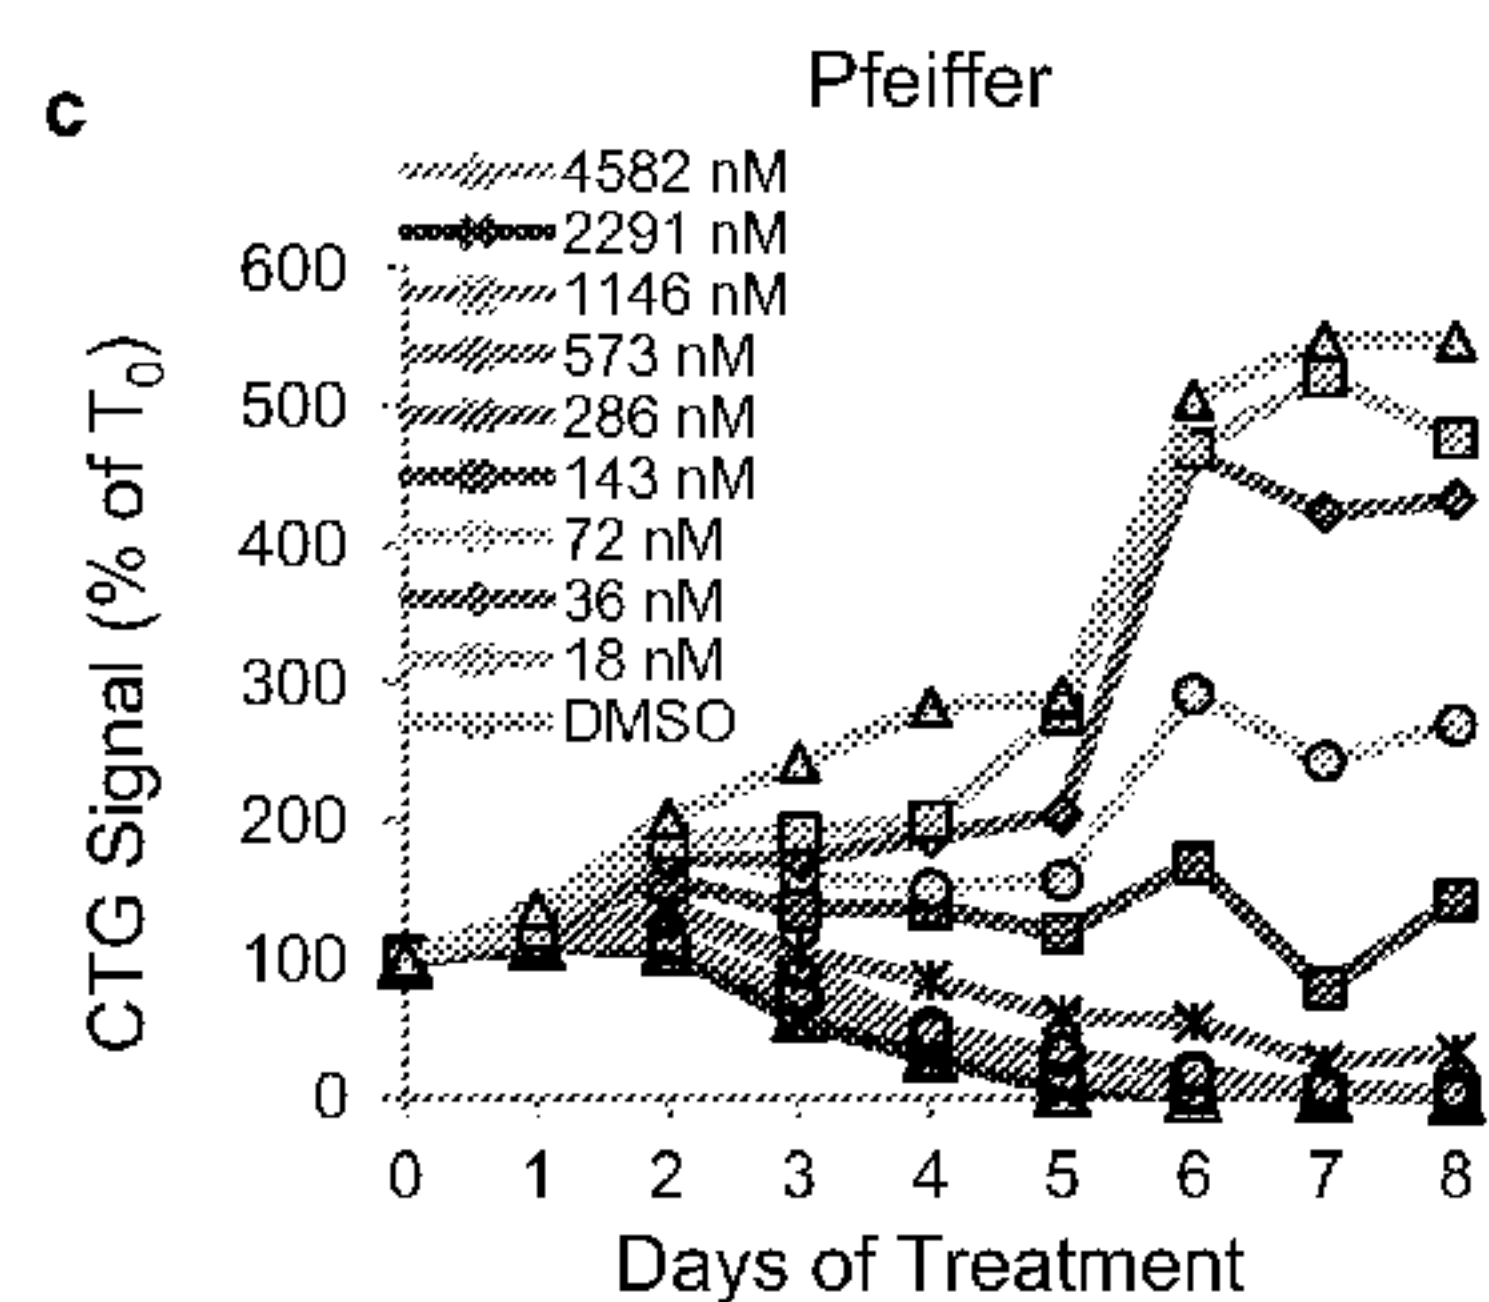 c
Pfeiffer
4582 nM
2291 nM
1146 nM
573 nM
286 nM
143 nM
72 nM
36 nM
18 nM
DMSO
600
500
400
300
200
100
0
CTG Signal (% of T0)
0 1 2 3 4 5 6 7 8
Days of Treatment